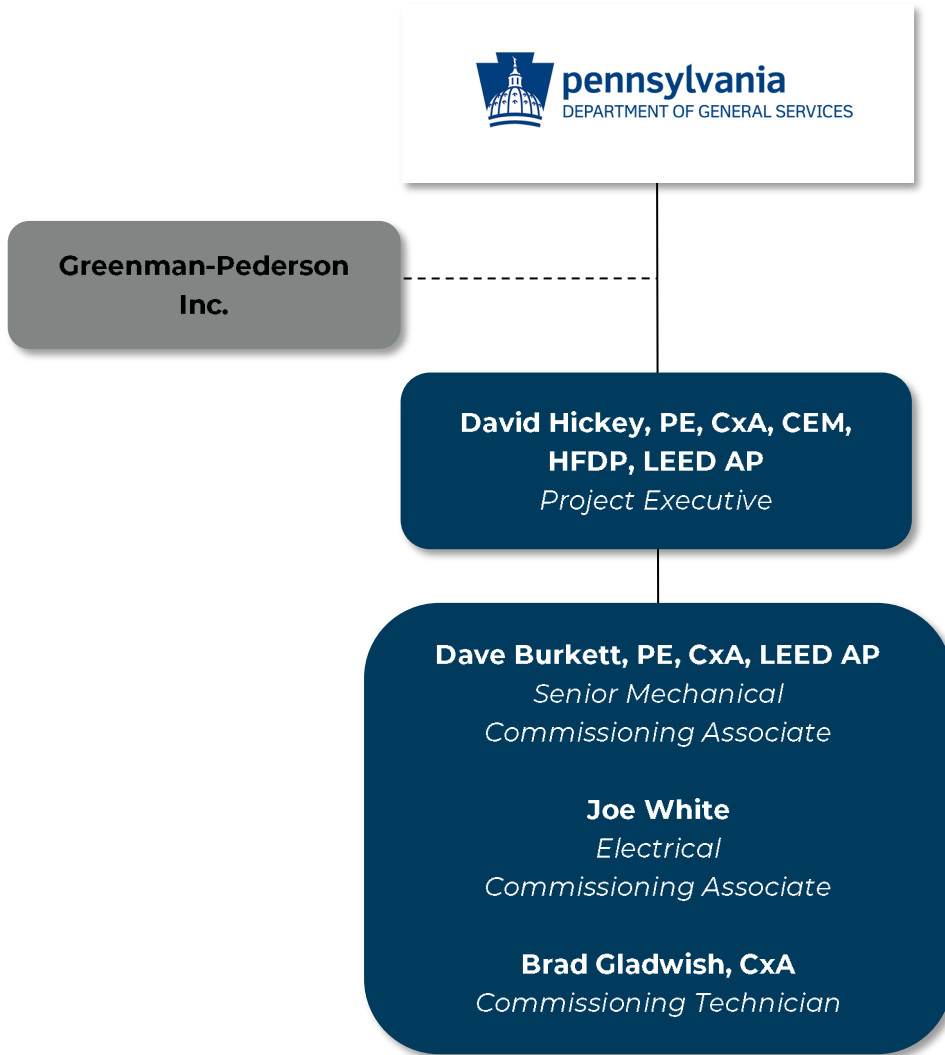 pennsylvania
DEPARTMENT OF GENERAL SERVICES
Greenman-Pederson
Inc.
David Hickey, PE, CxA, CEM,
HFDP, LEED AP
Project Executive
Dave Burkett, PE, CxA, LEED AP
Senior Mechanical
Commissioning Associate
Joe White
Electrical
Commissioning Associate
Brad Gladwish, CxA
Commissioning Technician